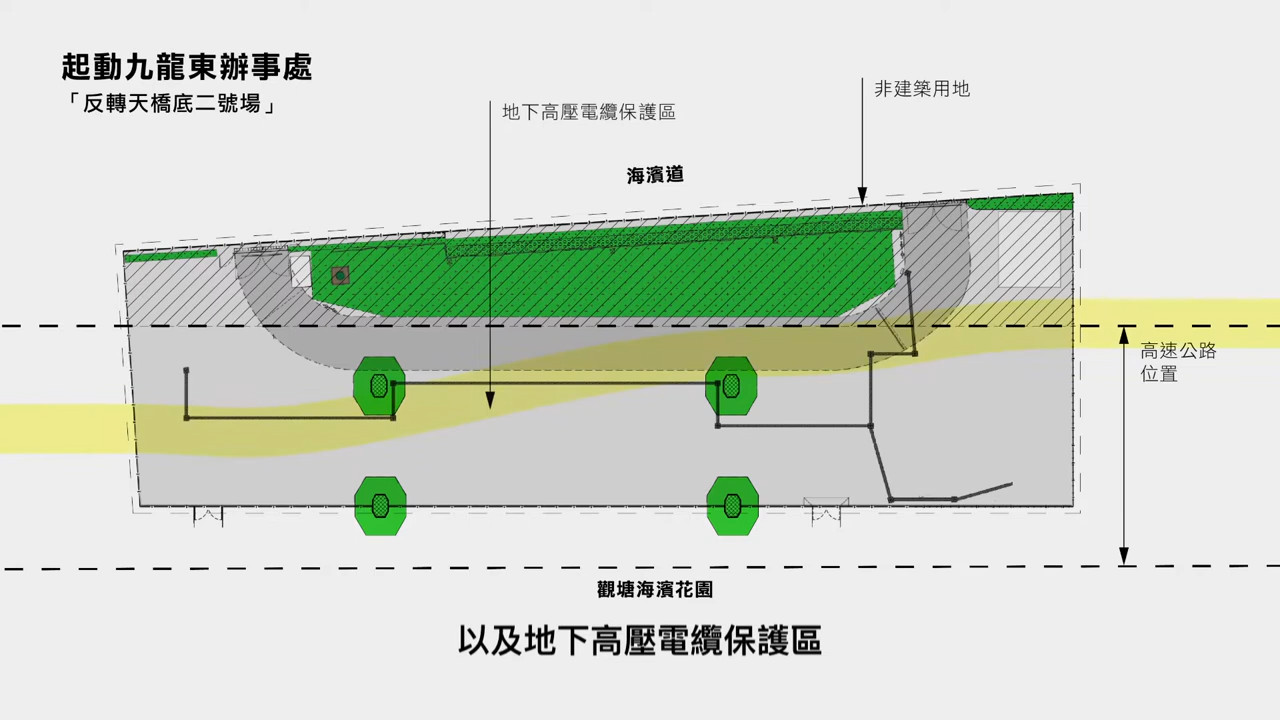 起動九龍東辦事處
「反轉天橋底二號場」
地下高壓電纜保護區
非建築用地
海濱道
高速公路
位置
觀塘海濱花園
以及地下高壓電纜保護區